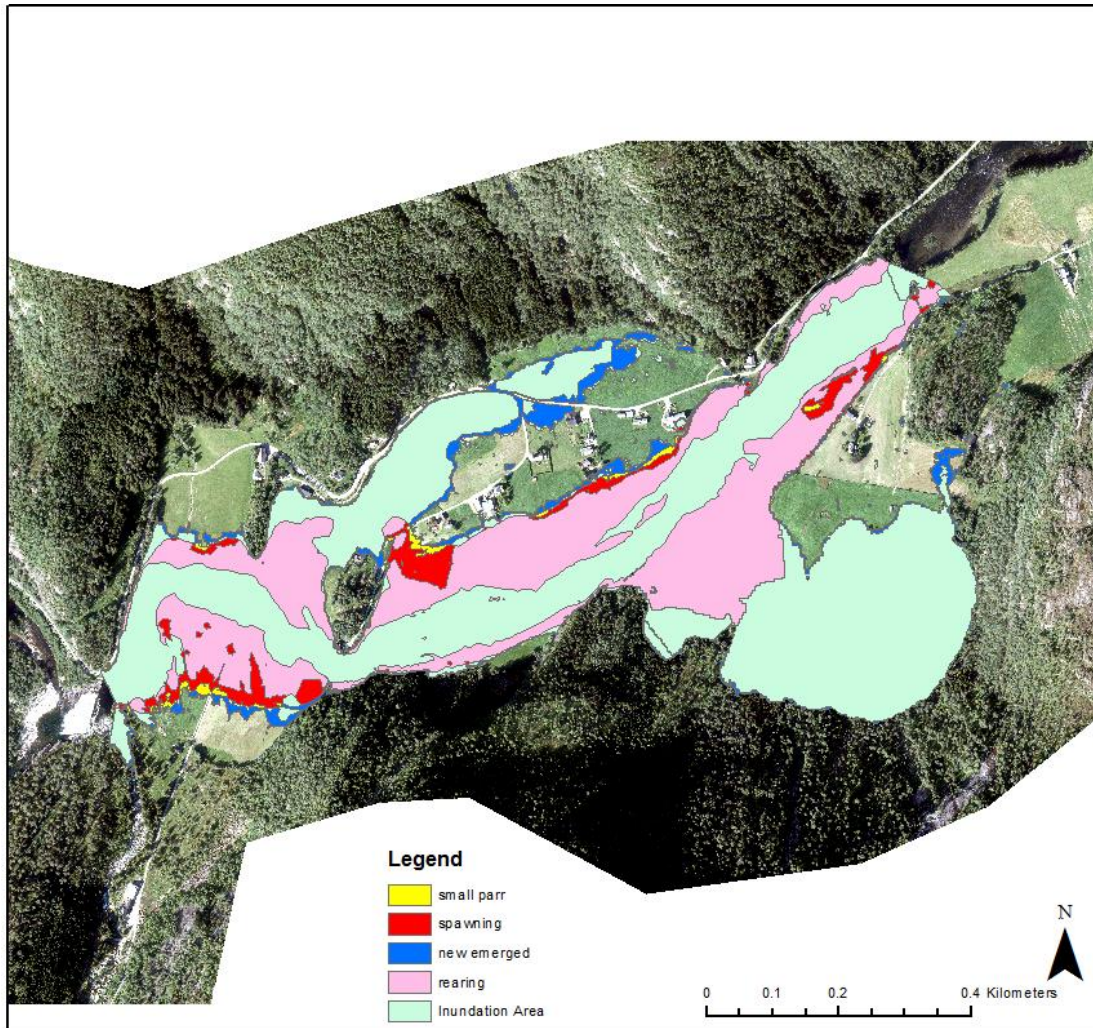 Legend
small parr
spawning
new emerged
rearing
Inundation Area
N
0 0.1 0.2 0.4 Kilometers